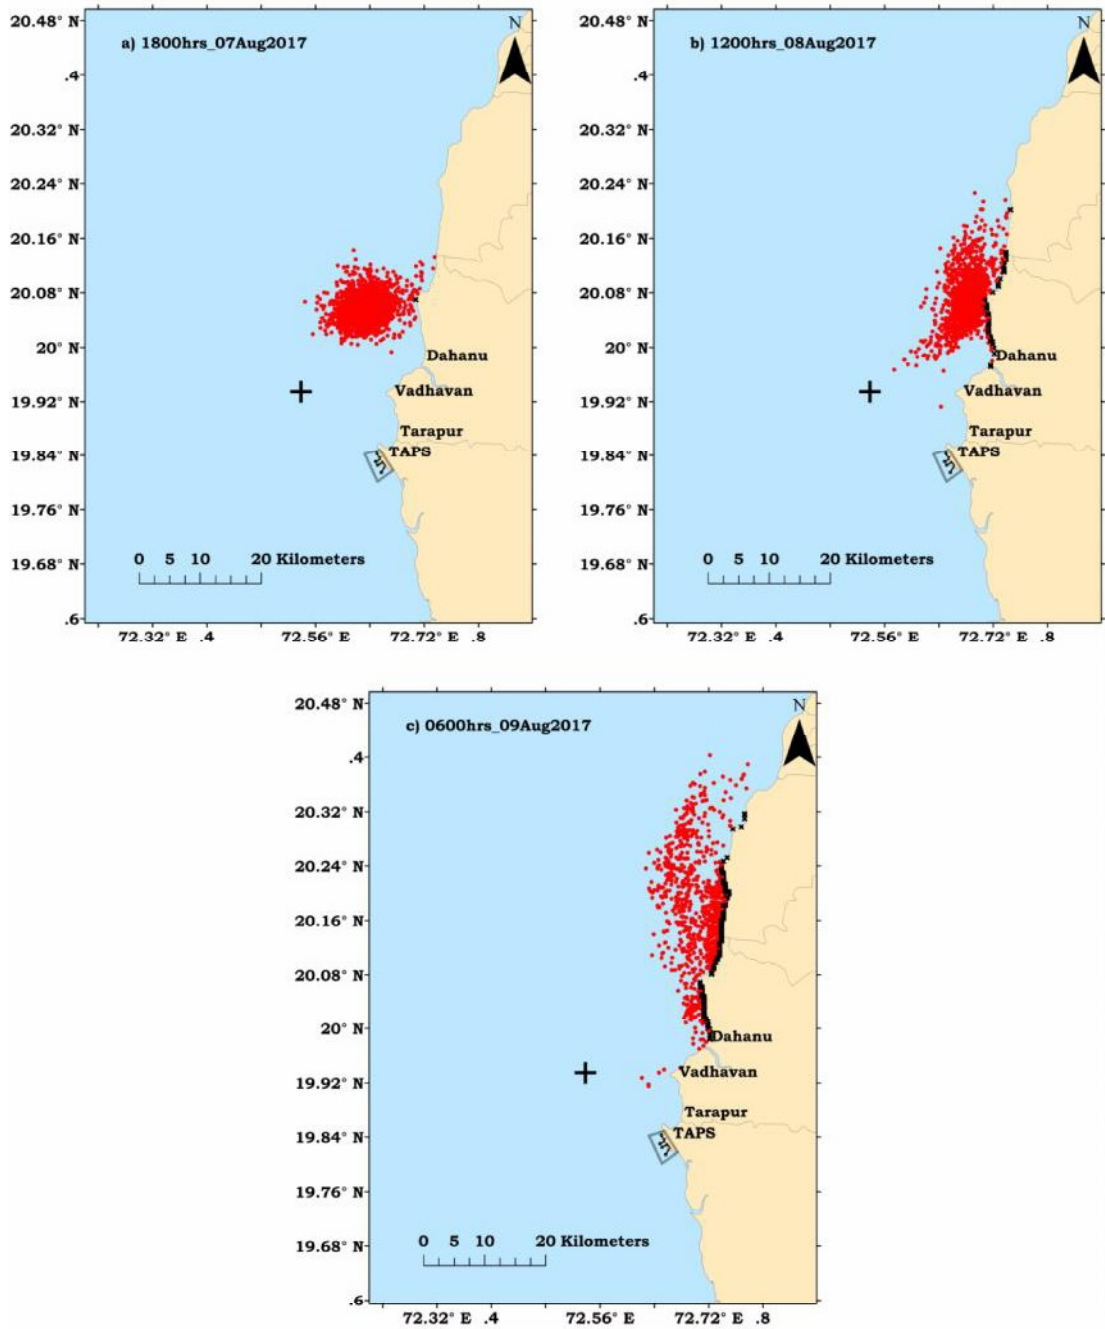 20.48° N
a) 1800hrs_07Aug2017
N
.4
20.32° N
20.24° N
20.16° N
20.08° N
20° N
Dahanu
19.92° N
Vadhavan
Tarapur
19.84° N
TAPS
19.76° N
19.68° N
0 5 10 20 Kilometers
.6
72.32° E .4 72.56° E 72.72° E .8
20.48° N
b) 1200hrs_08Aug2017
N
.4
20.32° N
20.24° N
20.16° N
20.08° N
20° N
Dahanu
19.92° N
Vadhavan
Tarapur
19.84° N
TAPS
19.76° N
19.68° N
0 5 10 20 Kilometers
.6
72.32° E .4 72.56° E 72.72° E .8
20.48° N
c) 0600hrs_09Aug2017
N
.4
20.32° N
20.24° N
20.16° N
20.08° N
20° N
Dahanu
19.92° N
Vadhavan
Tarapur
19.84° N
TAPS
19.76° N
19.68° N
0 5 10 20 Kilometers
.6
72.32° E .4 72.56° E 72.72° E .8